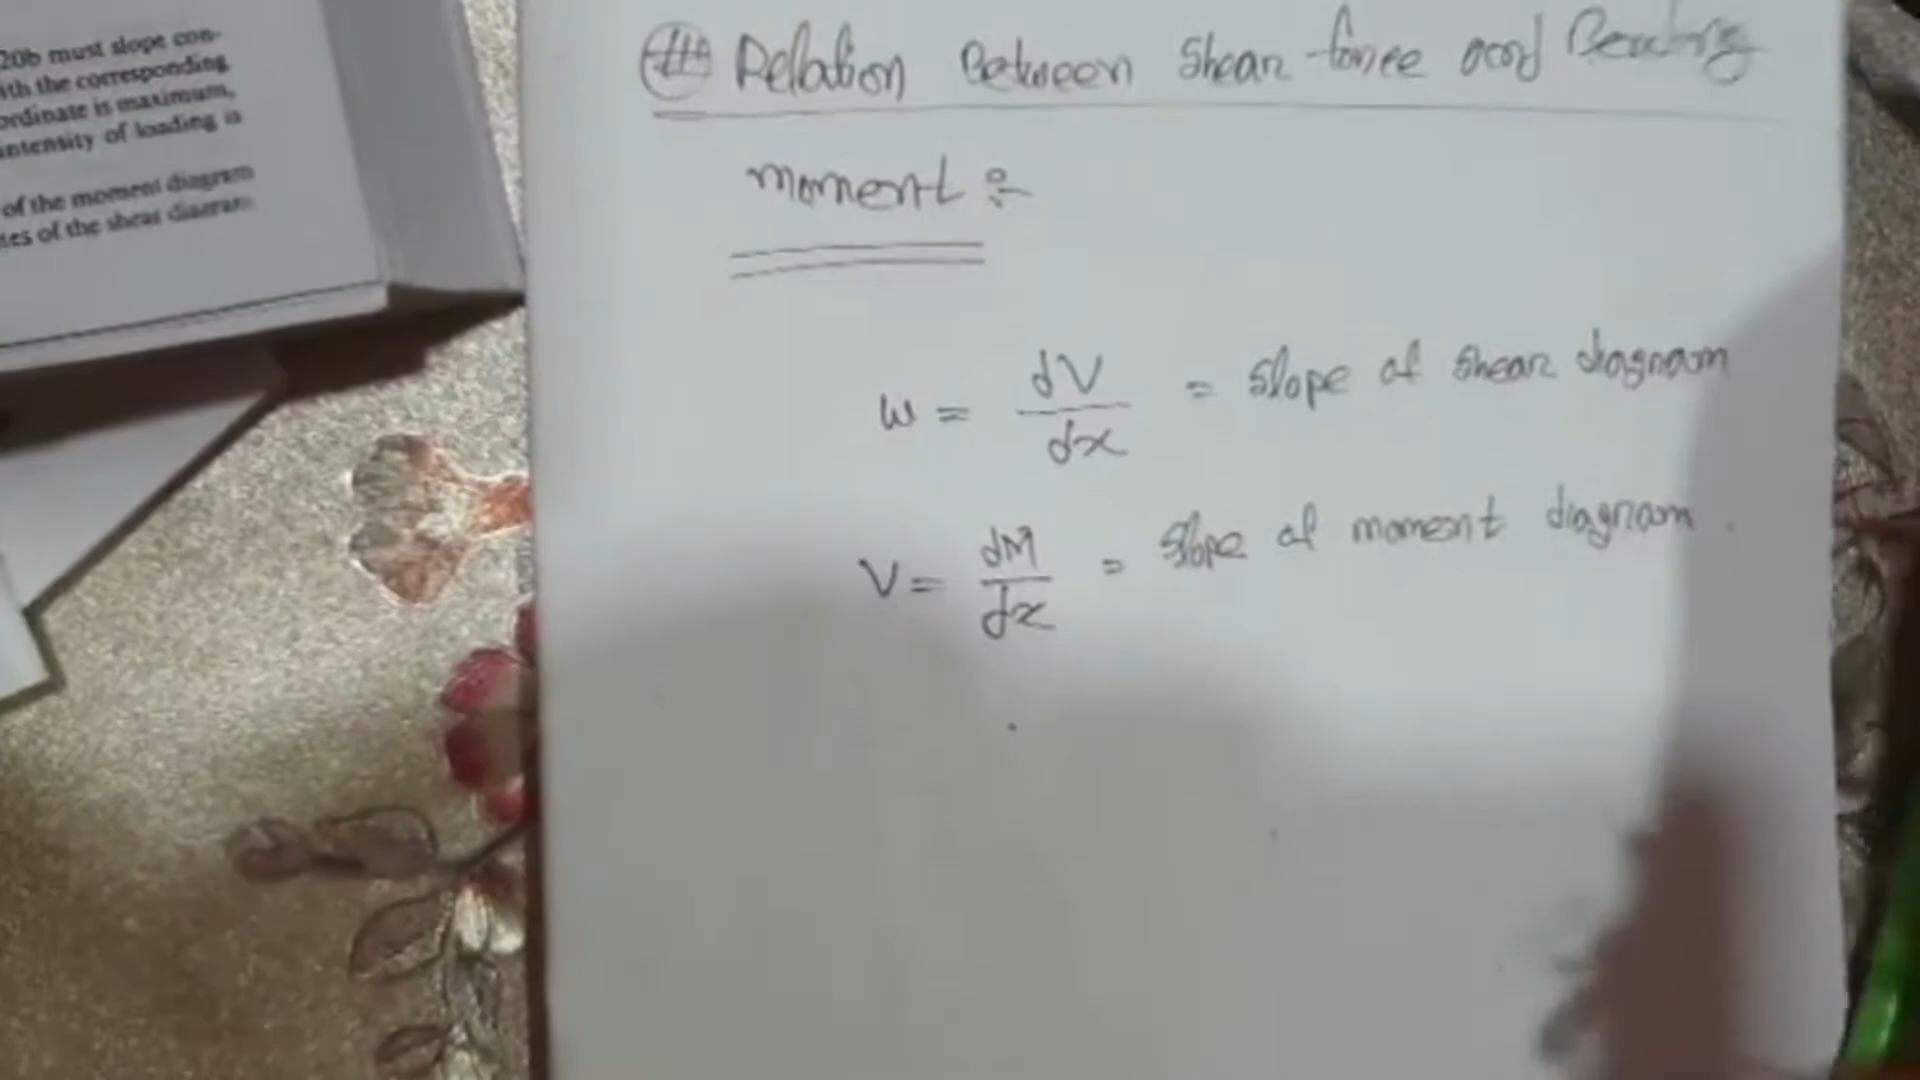 20b must slope con-
ith the corresponding
ordinate is maximum,
intensity of loading is
of the moment diagram
tes of the shear diagram
# Relation Between Shear force and Bending
moment :-
w = dV/dx = Slope of shear diagram
V = dM/dx = Slope of moment diagram.